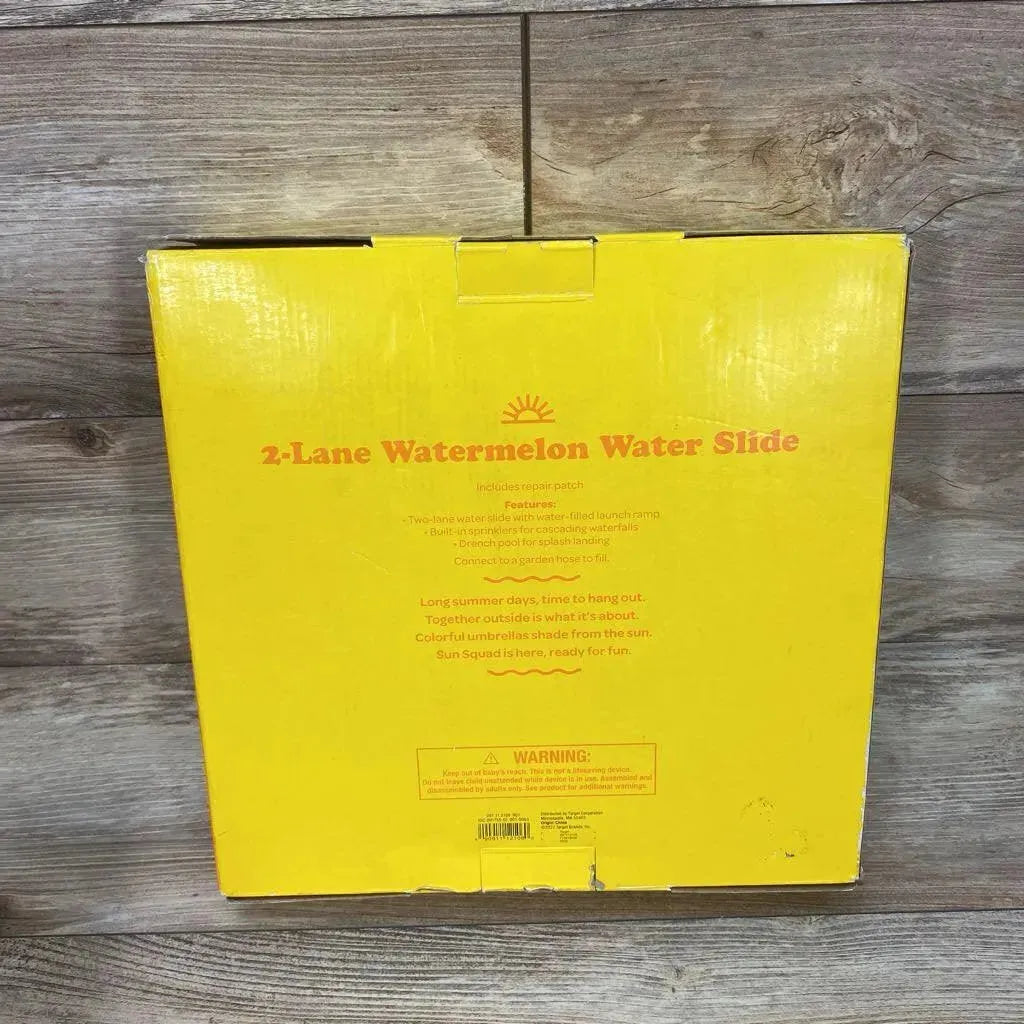 2-Lane Watermelon Water Slide
Includes repair patch
Features:
• Two-lane water slide with water-filled launch ramp
• Built-in sprinklers for cascading waterfalls
• Drench pool for splash landing
Connect to a garden hose to fill.
Long summer days, time to hang out.
Together outside is what it's about.
Colorful umbrellas shade from the sun.
Sun Squad is here, ready for fun.
WARNING:
Keep out of baby's reach. This is not a lifesaving device.
Do not leave child unattended while device is in use. Assembled and
disassembled by adults only. See product for additional warnings.
Distributed by Target Corporation
Minneapolis, MN 55403
Origin: China
Target Brands, Inc.